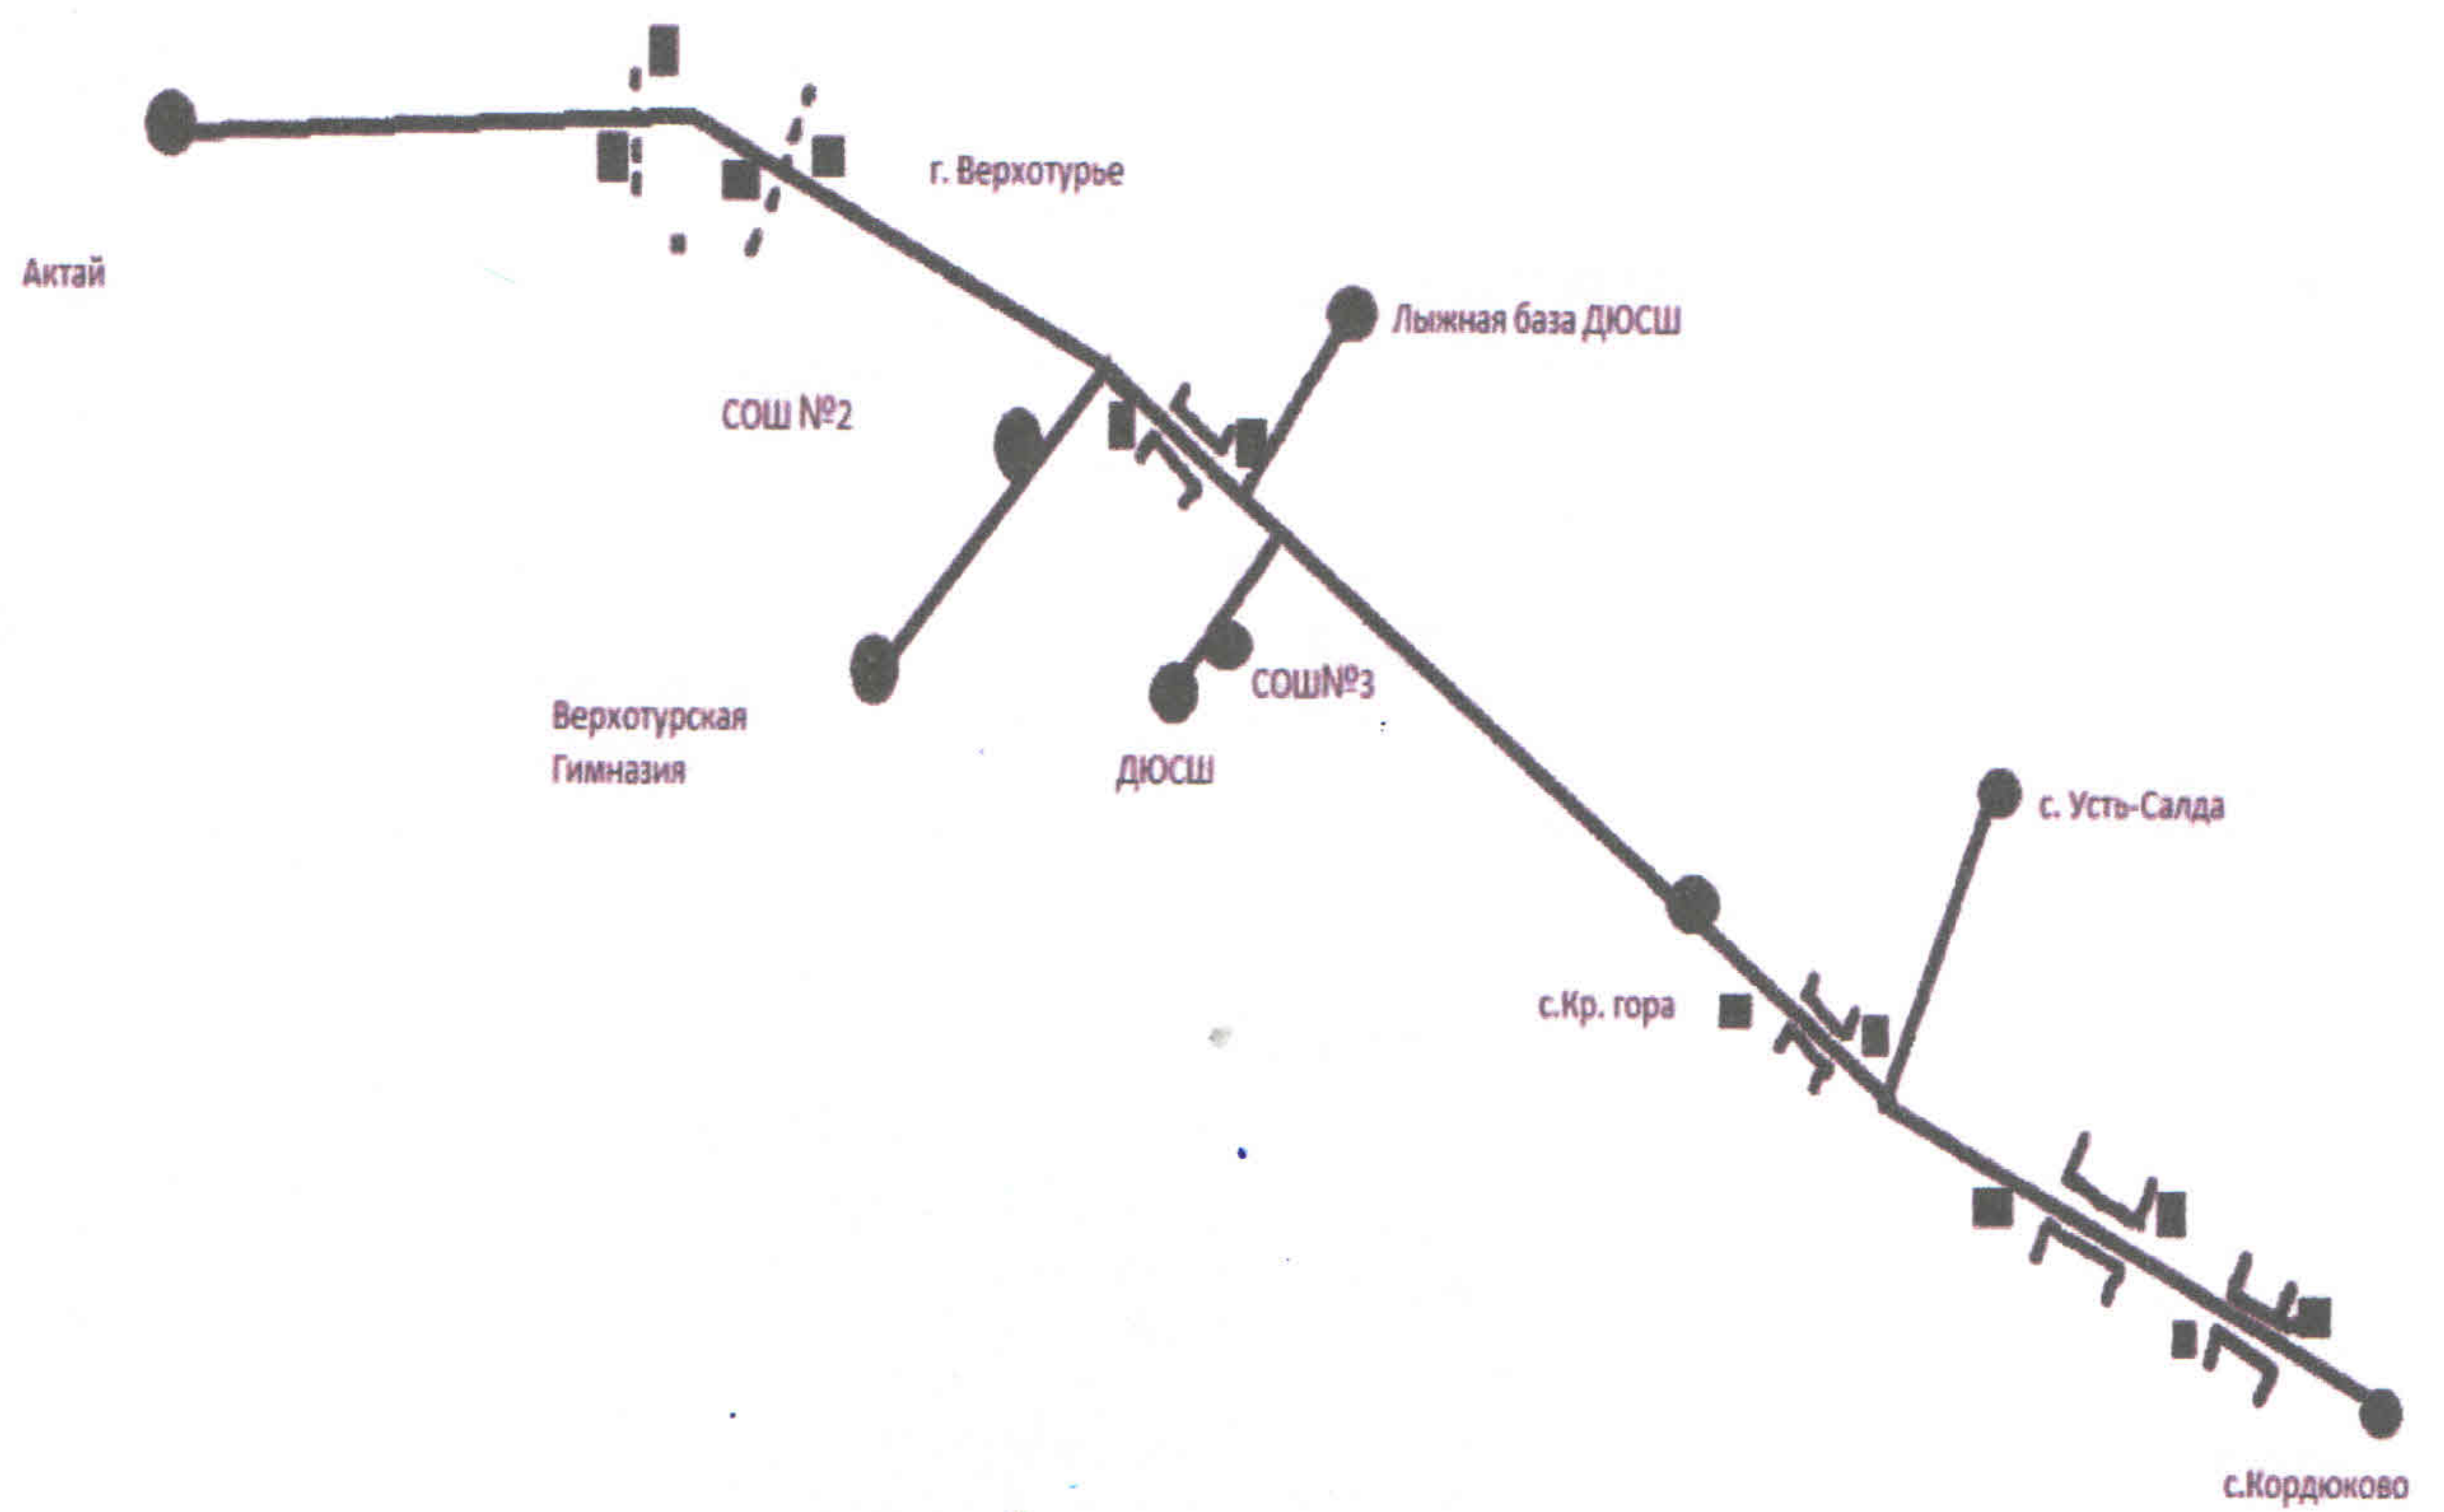 г. Верхотурье
Актай
Лыжная база ДЮСШ
СОШ №2
СОШ№3
Верхотурская
Гимназия
ДЮСШ
с. Усть-Салда
с.Кр. гора
с.Кордюково